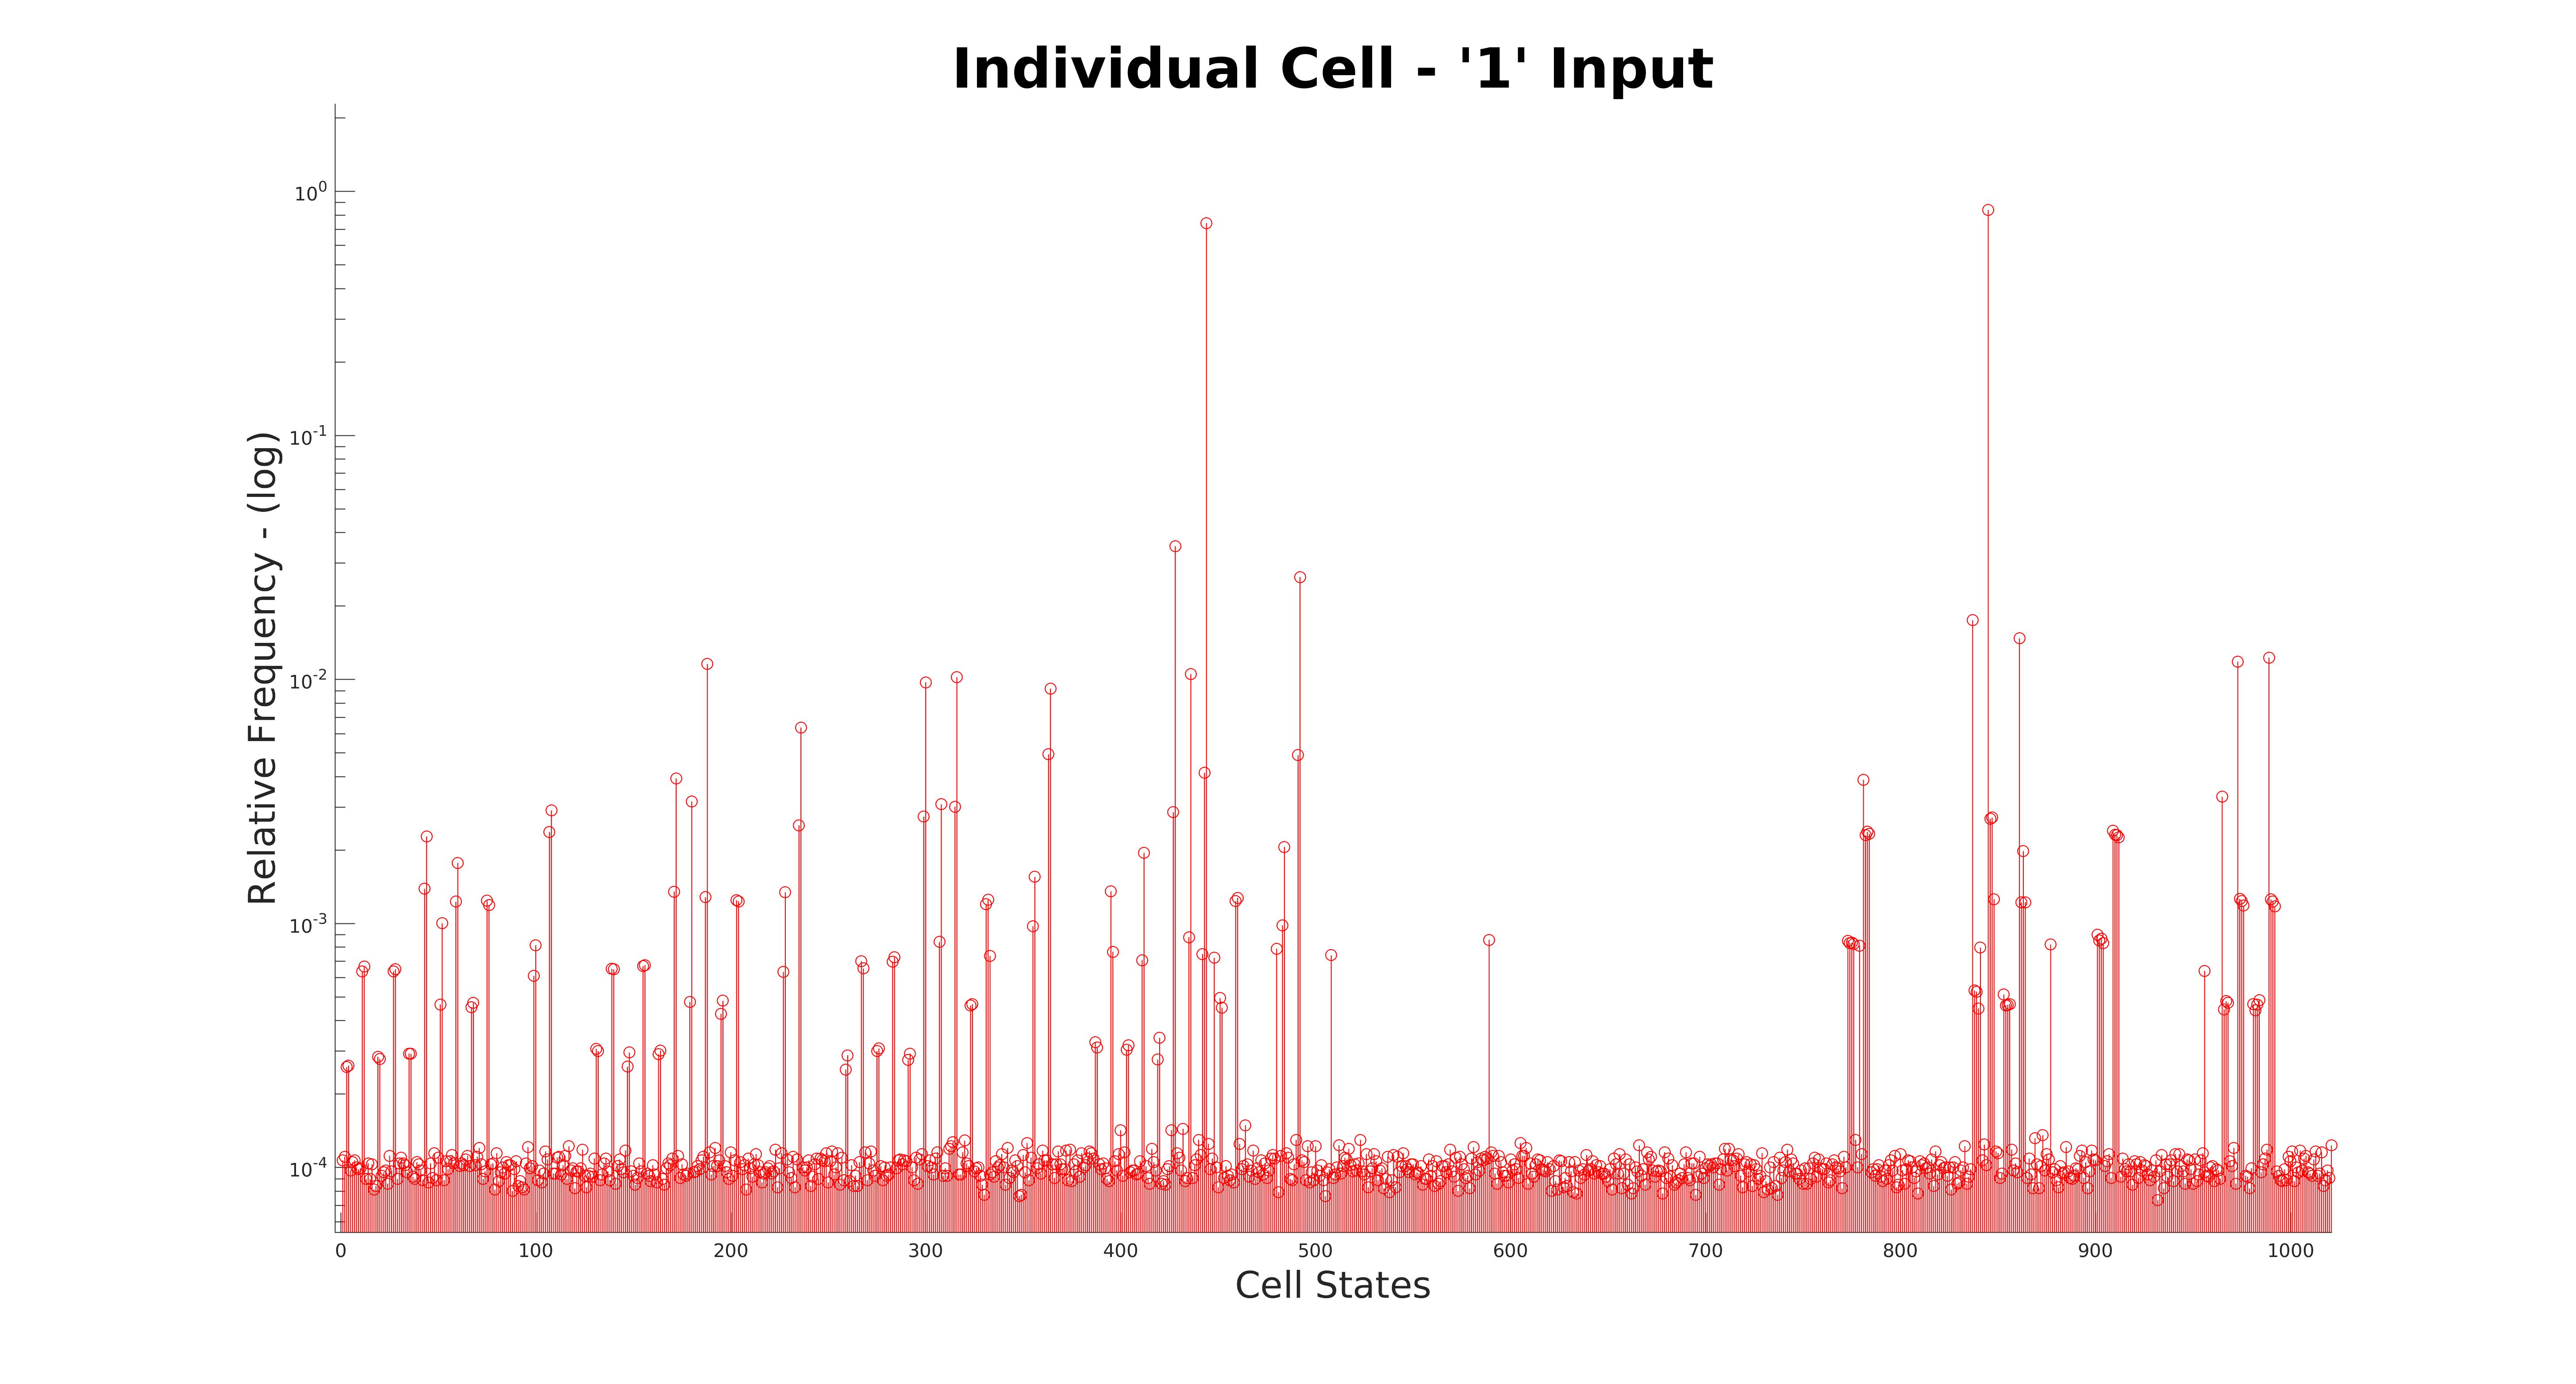 Individual Cell - '1' Input
Relative Frequency - (log)
10^0
10^-1
10^-2
10^-3
10^-4
0 100 200 300 400 500 600 700 800 900 1000
Cell States